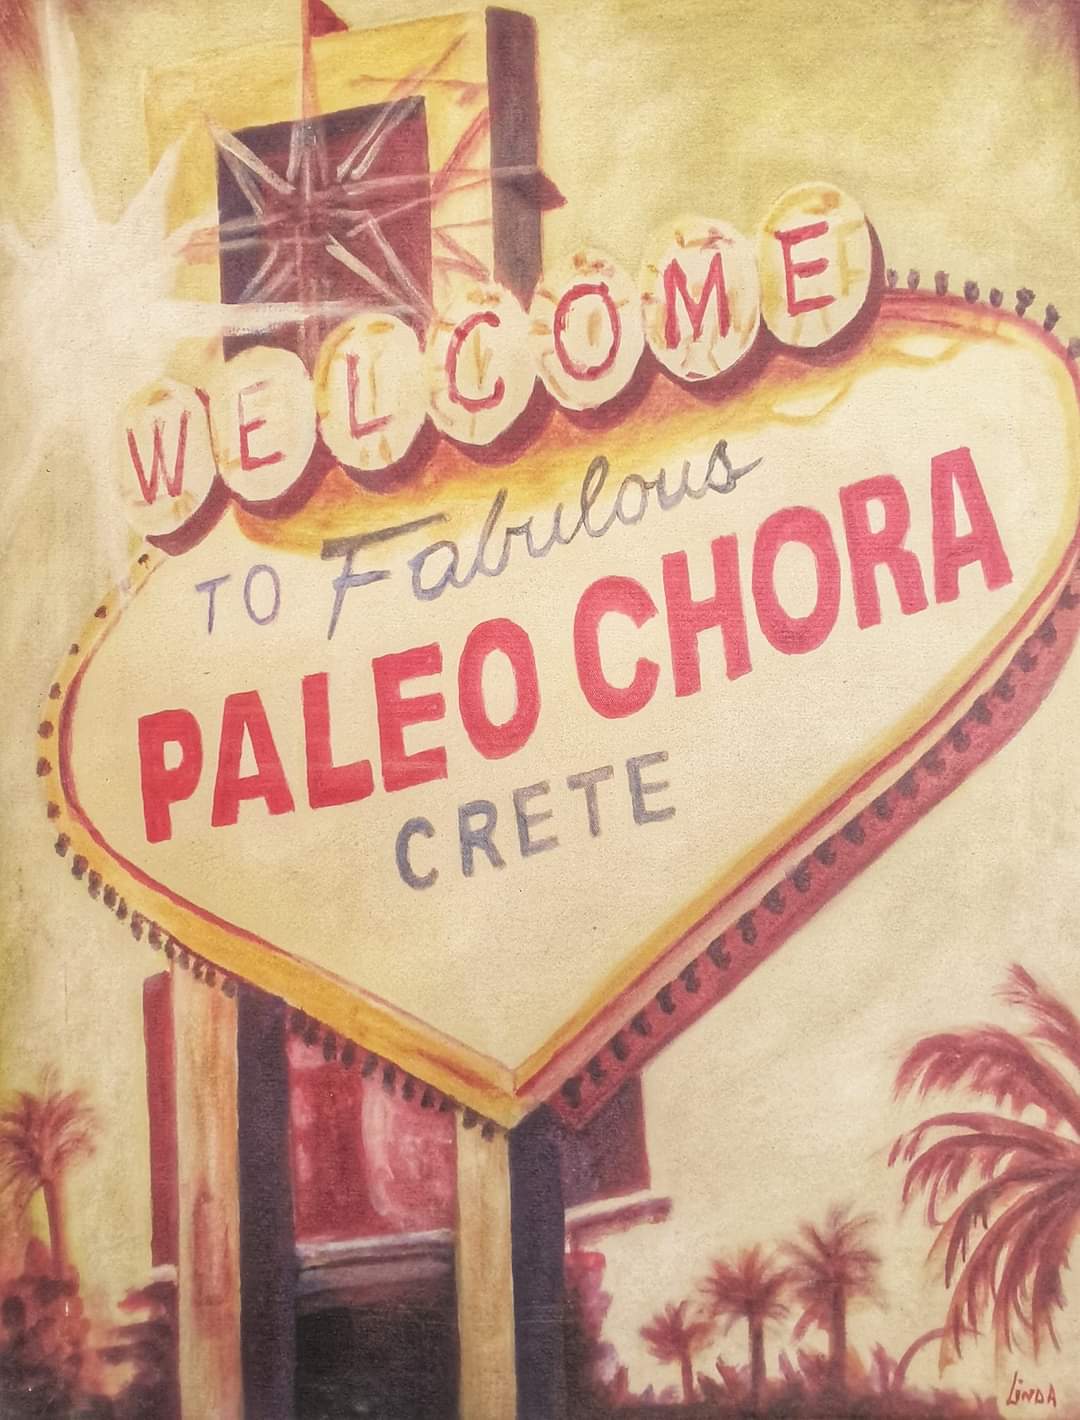 WELCOME
TO Fabulous
PALEO CHORA
CRETE
LINDA